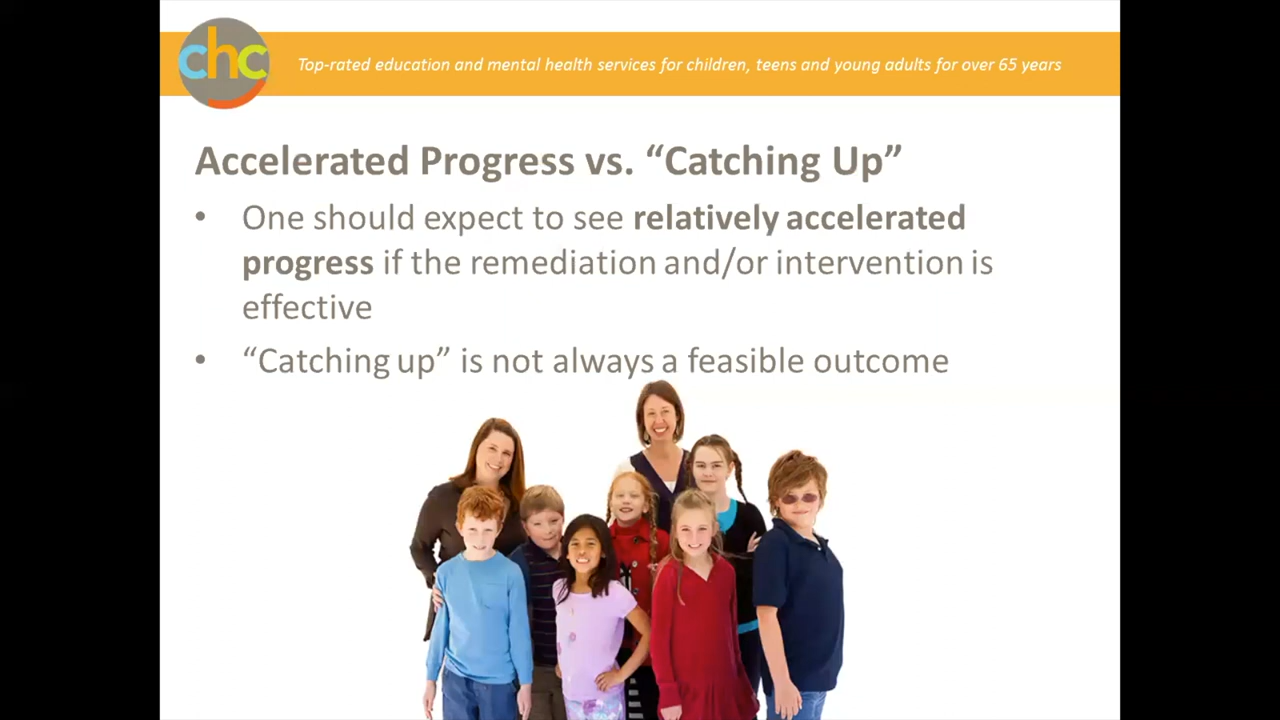 chc
Top-rated education and mental health services for children, teens and young adults for over 65 years
Accelerated Progress vs. “Catching Up”
• One should expect to see relatively accelerated
progress if the remediation and/or intervention is
effective
• “Catching up” is not always a feasible outcome